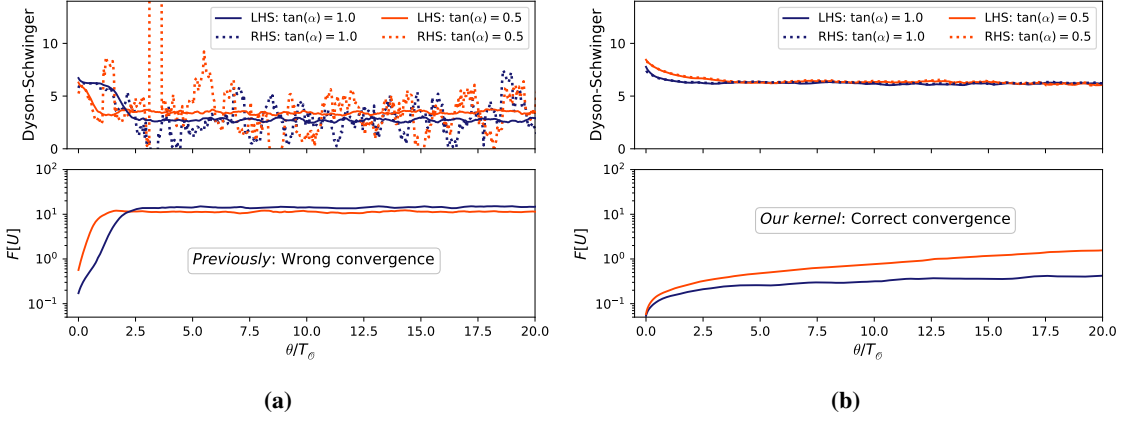 LHS: tan(α) = 1.0
RHS: tan(α) = 1.0
LHS: tan(α) = 0.5
RHS: tan(α) = 0.5
Dyson-Schwinger
10
5
0
10²
10¹
10⁰
10⁻¹
F[U]
Previously: Wrong convergence
0.0 2.5 5.0 7.5 10.0 12.5 15.0 17.5 20.0
θ/T𝒪
(a)
LHS: tan(α) = 1.0
RHS: tan(α) = 1.0
LHS: tan(α) = 0.5
RHS: tan(α) = 0.5
Dyson-Schwinger
10
5
0
10²
10¹
10⁰
10⁻¹
F[U]
Our kernel: Correct convergence
0.0 2.5 5.0 7.5 10.0 12.5 15.0 17.5 20.0
θ/T𝒪
(b)